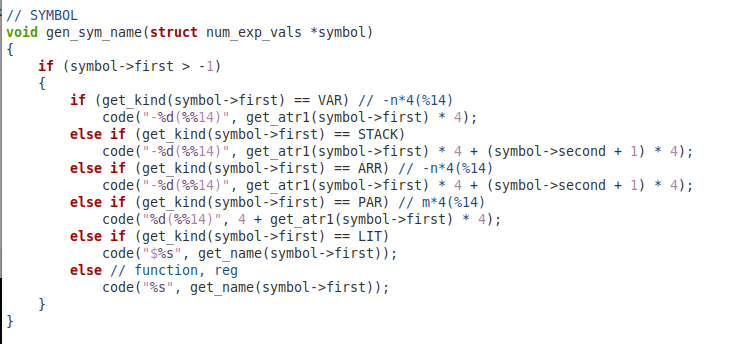 // SYMBOL
void gen_sym_name(struct num_exp_vals *symbol)
{
    if (symbol->first > -1)
    {
        if (get_kind(symbol->first) == VAR) // -n*4(%14)
            code("-%d(%%14)", get_atr1(symbol->first) * 4);
        else if (get_kind(symbol->first) == STACK)
            code("-%d(%%14)", get_atr1(symbol->first) * 4 + (symbol->second + 1) * 4);
        else if (get_kind(symbol->first) == ARR) // -n*4(%14)
            code("-%d(%%14)", get_atr1(symbol->first) * 4 + (symbol->second + 1) * 4);
        else if (get_kind(symbol->first) == PAR) // m*4(%14)
            code("%d(%%14)", 4 + get_atr1(symbol->first) * 4);
        else if (get_kind(symbol->first) == LIT)
            code("$%s", get_name(symbol->first));
        else // function, reg
            code("%s", get_name(symbol->first));
    }
}